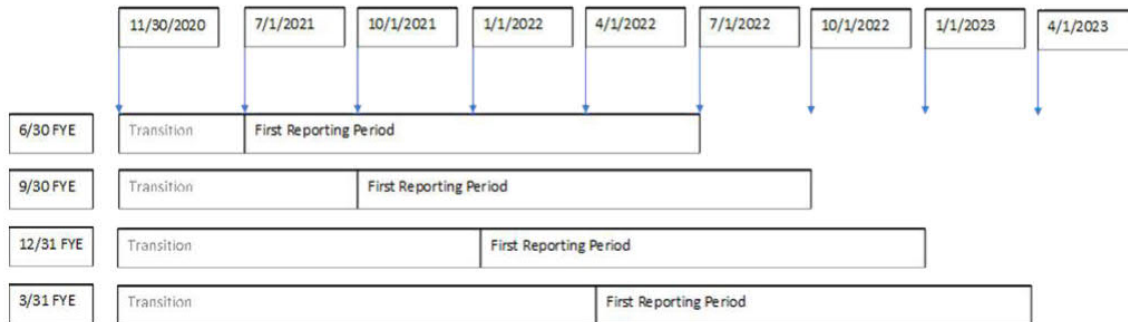 11/30/2020 7/1/2021 10/1/2021 1/1/2022 4/1/2022 7/1/2022 10/1/2022 1/1/2023 4/1/2023
6/30 FYE Transition First Reporting Period
9/30 FYE Transition First Reporting Period
12/31 FYE Transition First Reporting Period
3/31 FYE Transition First Reporting Period